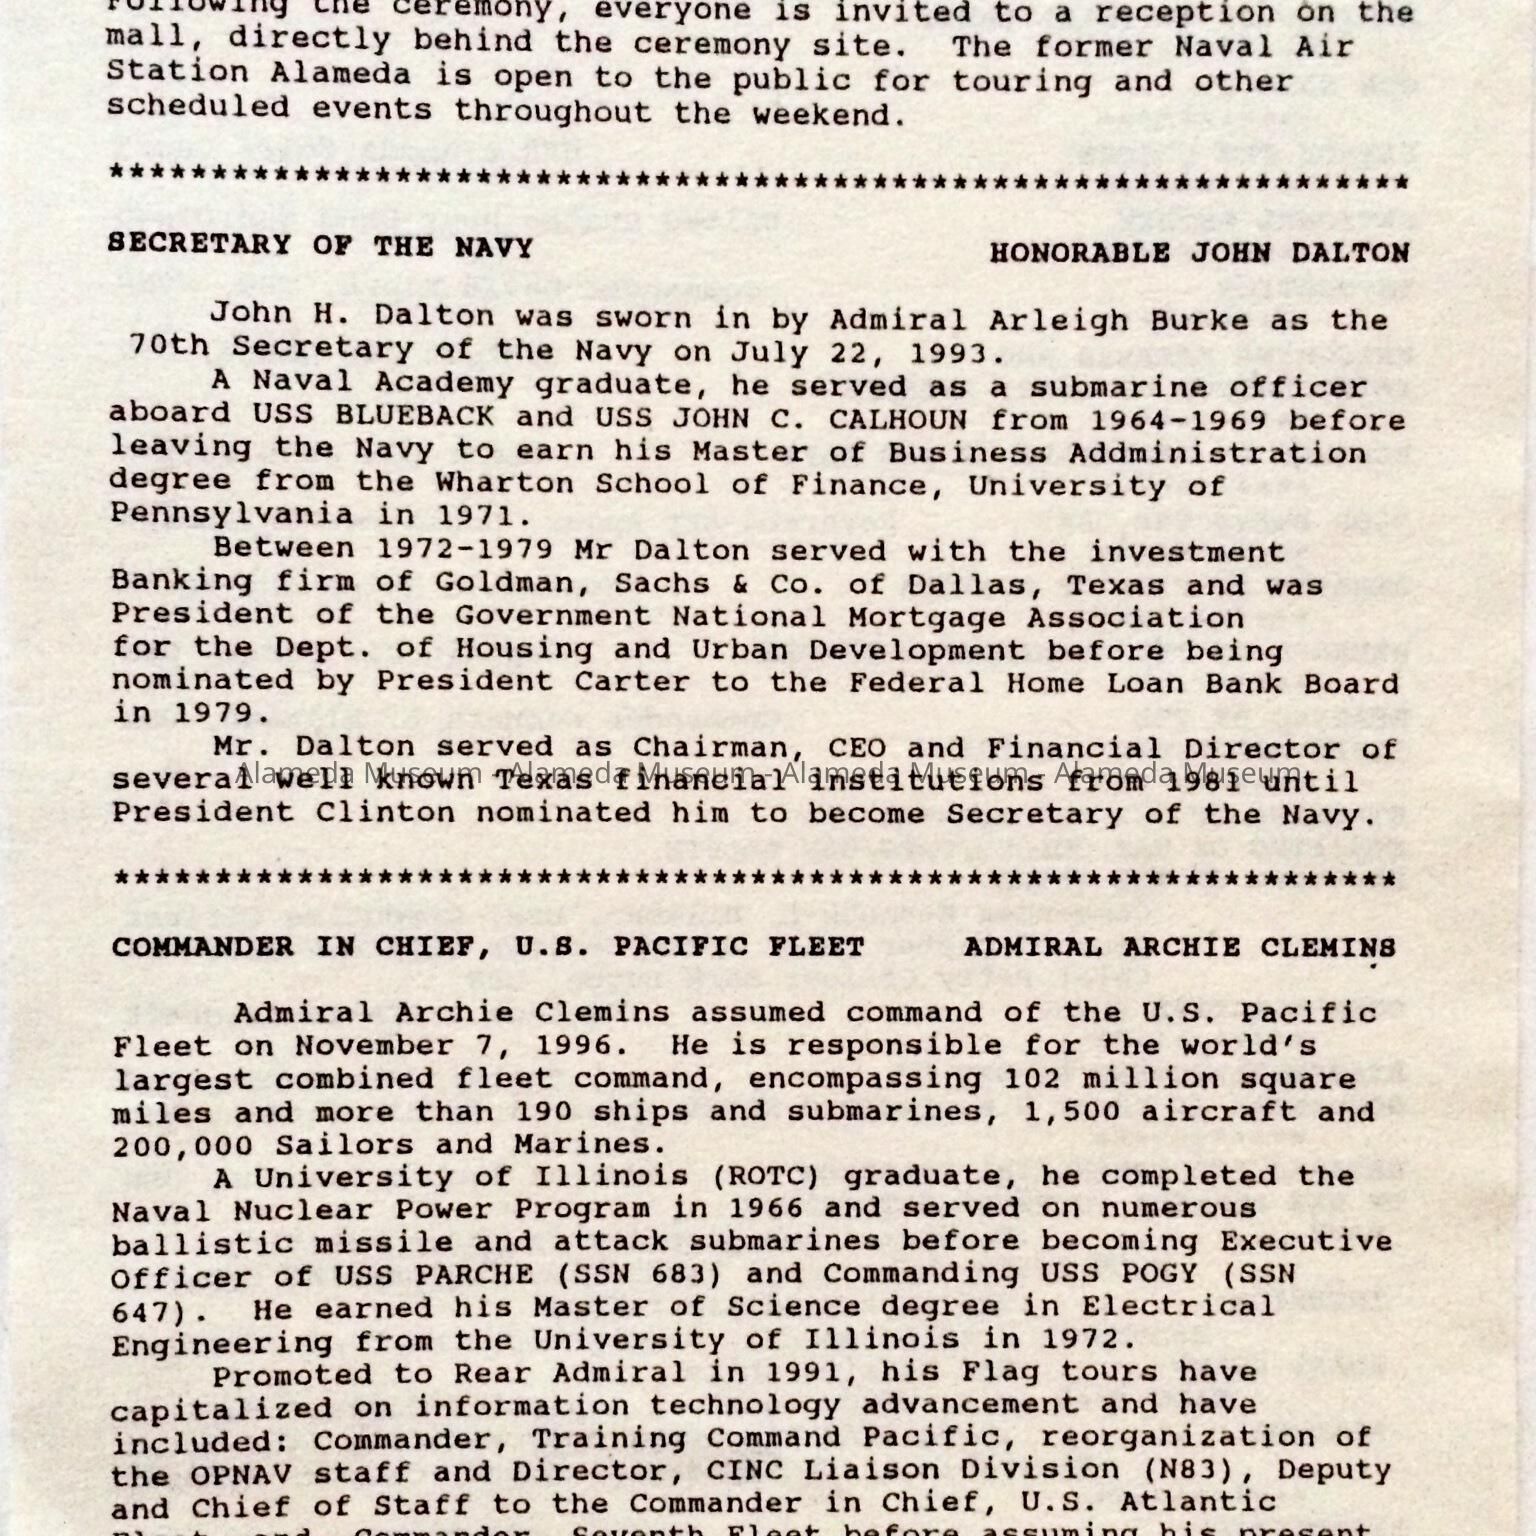 Following the ceremony, everyone is invited to a reception on the
mall, directly behind the ceremony site.  The former Naval Air
Station Alameda is open to the public for touring and other
scheduled events throughout the weekend.
****************************************************************
SECRETARY OF THE NAVY                      HONORABLE JOHN DALTON
John H. Dalton was sworn in by Admiral Arleigh Burke as the
70th Secretary of the Navy on July 22, 1993.
A Naval Academy graduate, he served as a submarine officer
aboard USS BLUEBACK and USS JOHN C. CALHOUN from 1964-1969 before
leaving the Navy to earn his Master of Business Addministration
degree from the Wharton School of Finance, University of
Pennsylvania in 1971.
Between 1972-1979 Mr Dalton served with the investment
Banking firm of Goldman, Sachs & Co. of Dallas, Texas and was
President of the Government National Mortgage Association
for the Dept. of Housing and Urban Development before being
nominated by President Carter to the Federal Home Loan Bank Board
in 1979.
Mr. Dalton served as Chairman, CEO and Financial Director of
several well known Texas financial institutions from 1981 until
Alameda Museum - Alameda Museum - Alameda Museum - Alameda Museum
President Clinton nominated him to become Secretary of the Navy.
****************************************************************
COMMANDER IN CHIEF, U.S. PACIFIC FLEET     ADMIRAL ARCHIE CLEMINS
Admiral Archie Clemins assumed command of the U.S. Pacific
Fleet on November 7, 1996.  He is responsible for the world's
largest combined fleet command, encompassing 102 million square
miles and more than 190 ships and submarines, 1,500 aircraft and
200,000 Sailors and Marines.
A University of Illinois (ROTC) graduate, he completed the
Naval Nuclear Power Program in 1966 and served on numerous
ballistic missile and attack submarines before becoming Executive
Officer of USS PARCHE (SSN 683) and Commanding USS POGY (SSN
647).  He earned his Master of Science degree in Electrical
Engineering from the University of Illinois in 1972.
Promoted to Rear Admiral in 1991, his Flag tours have
capitalized on information technology advancement and have
included: Commander, Training Command Pacific, reorganization of
the OPNAV staff and Director, CINC Liaison Division (N83), Deputy
and Chief of Staff to the Commander in Chief, U.S. Atlantic
Fleet, and, Commander, Seventh Fleet before assuming his present